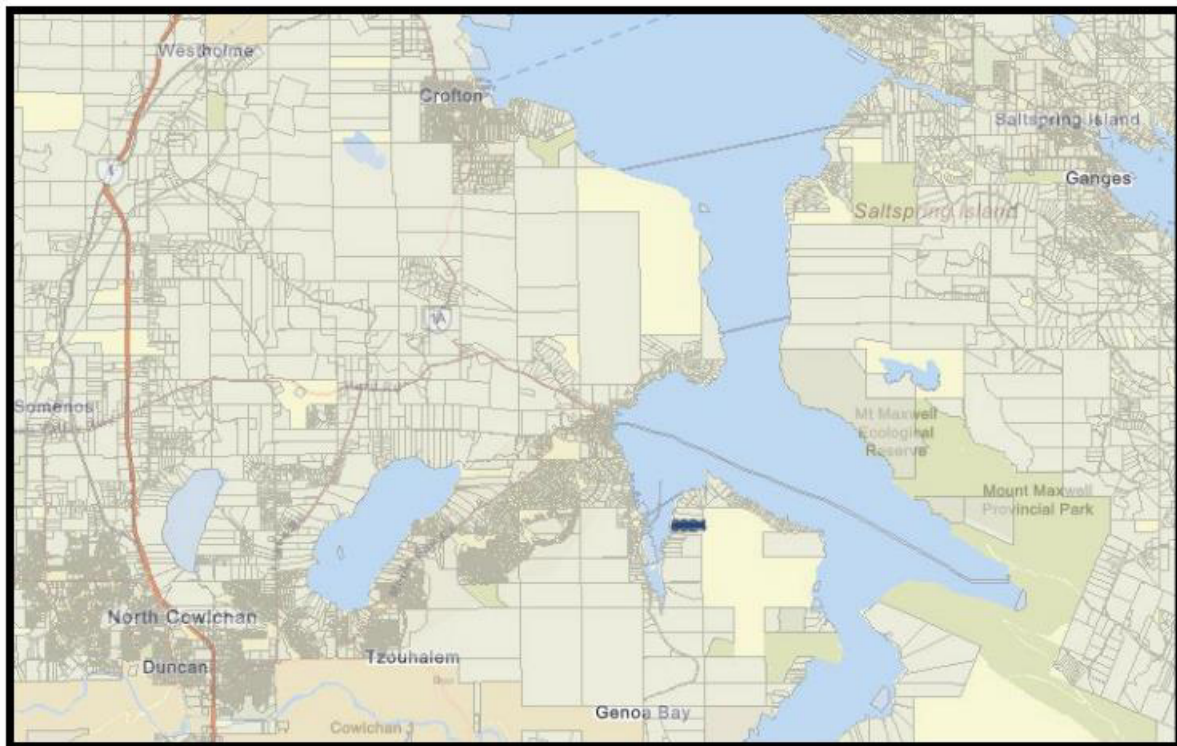 Westholme
Crofton
Saltspring Island
Ganges
Saltspring Island
1
1A
Somenos
Mt Maxwell
Ecological
Reserve
Mount Maxwell
Provincial Park
North Cowichan
Duncan
Tzouhalem
Genoa Bay
Cowichan 1